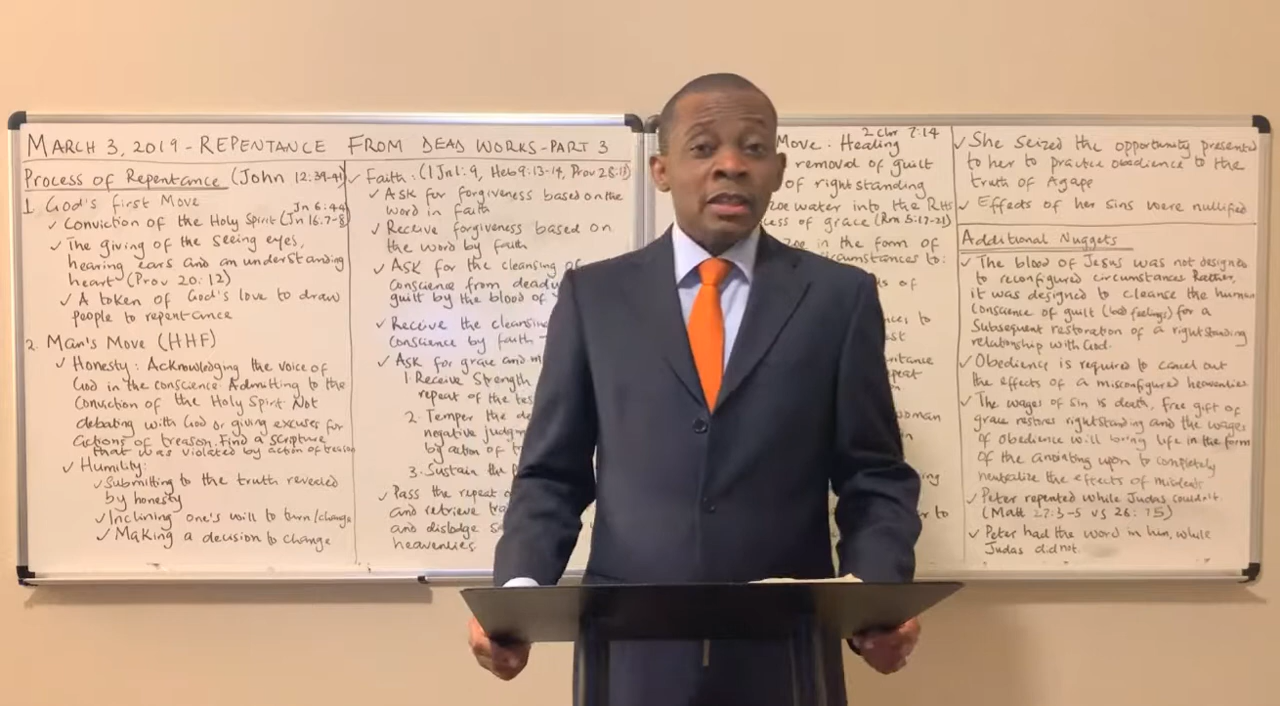 MARCH 3, 2019 - REPENTANCE FROM DEAD WORKS - PART 3
Process of Repentance (John 12:39-41)
1. God's first Move Jn 6:44
✓ Conviction of the Holy Spirit (Jn 16:7-8)
✓ The giving of the seeing eyes,
hearing ears and an understanding
heart (Prov 20:12)
✓ A token of God's love to draw
people to repentance
2. Man's Move (HHF)
✓ Honesty: Acknowledging the voice of
God in the conscience. Admitting to the
Conviction of the Holy Spirit. Not
debating with God or giving excuses for
actions of treason. Find a scripture
that was violated by action of treason
✓ Humility:
✓ Submitting to the truth revealed
by honesty
✓ Inclining one's will to turn/change
✓ Making a decision to change
✓ Faith: (1 Jn 1:9, Heb 9:13-14, Prov 28:13)
✓ Ask for forgiveness based on the
word in faith
✓ Receive forgiveness based on
the word by faith
✓ Ask for the cleansing of
Conscience from deadly
guilt by the blood of
✓ Receive the cleansing
Conscience by faith
✓ Ask for grace and
1. Receive Strength
repeat of the
2. Temper the
negative
by action of
3. Sustain the
✓ Pass the repeat
and retrieve
and dislodge
heavenlies
Move: Healing 2 Chr 7:14
removal of guilt
of rightstanding
zoe water into the RHS
of grace (Rm 5:17-21)
zoe in the form of
circumstances to:
of
to
woman
to
✓ She seized the opportunity presented
to her to practice obedience to the
truth of Agape
✓ Effects of her sins were nullified
Additional Nuggets
✓ The blood of Jesus was not designed
to reconfigured circumstances. Rather,
it was designed to cleanse the human
Conscience of guilt (bad feelings) for a
Subsequent restoration of a rightstanding
relationship with God.
✓ Obedience is required to cancel out
the effects of a misconfigured heavenlies
✓ The wages of sin is death, free gift of
grace restores rightstanding and the wages
of obedience will bring life in the form
of the anointing upon to completely
neutralize the effects of misdeeds
✓ Peter repented while Judas couldn't.
(Matt 27:3-5 vs 26:75)
✓ Peter had the word in him, while
Judas did not.